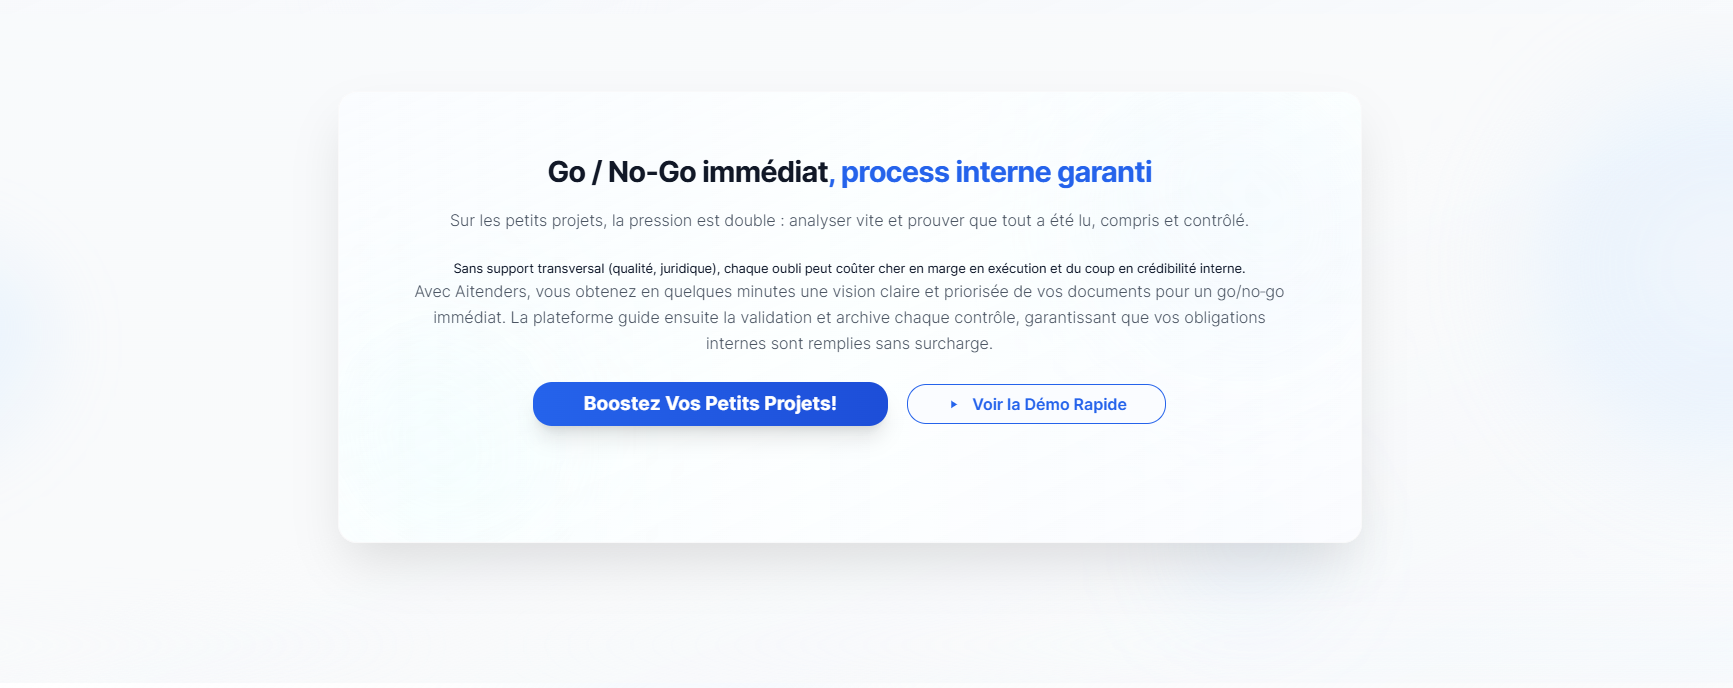 Go / No-Go immédiat, process interne garanti
Sur les petits projets, la pression est double : analyser vite et prouver que tout a été lu, compris et contrôlé.
Sans support transversal (qualité, juridique), chaque oubli peut coûter cher en marge en exécution et du coup en crédibilité interne.
Avec Aitenders, vous obtenez en quelques minutes une vision claire et priorisée de vos documents pour un go/no-go
immédiat. La plateforme guide ensuite la validation et archive chaque contrôle, garantissant que vos obligations
internes sont remplies sans surcharge.
Boostez Vos Petits Projets!
Voir la Démo Rapide